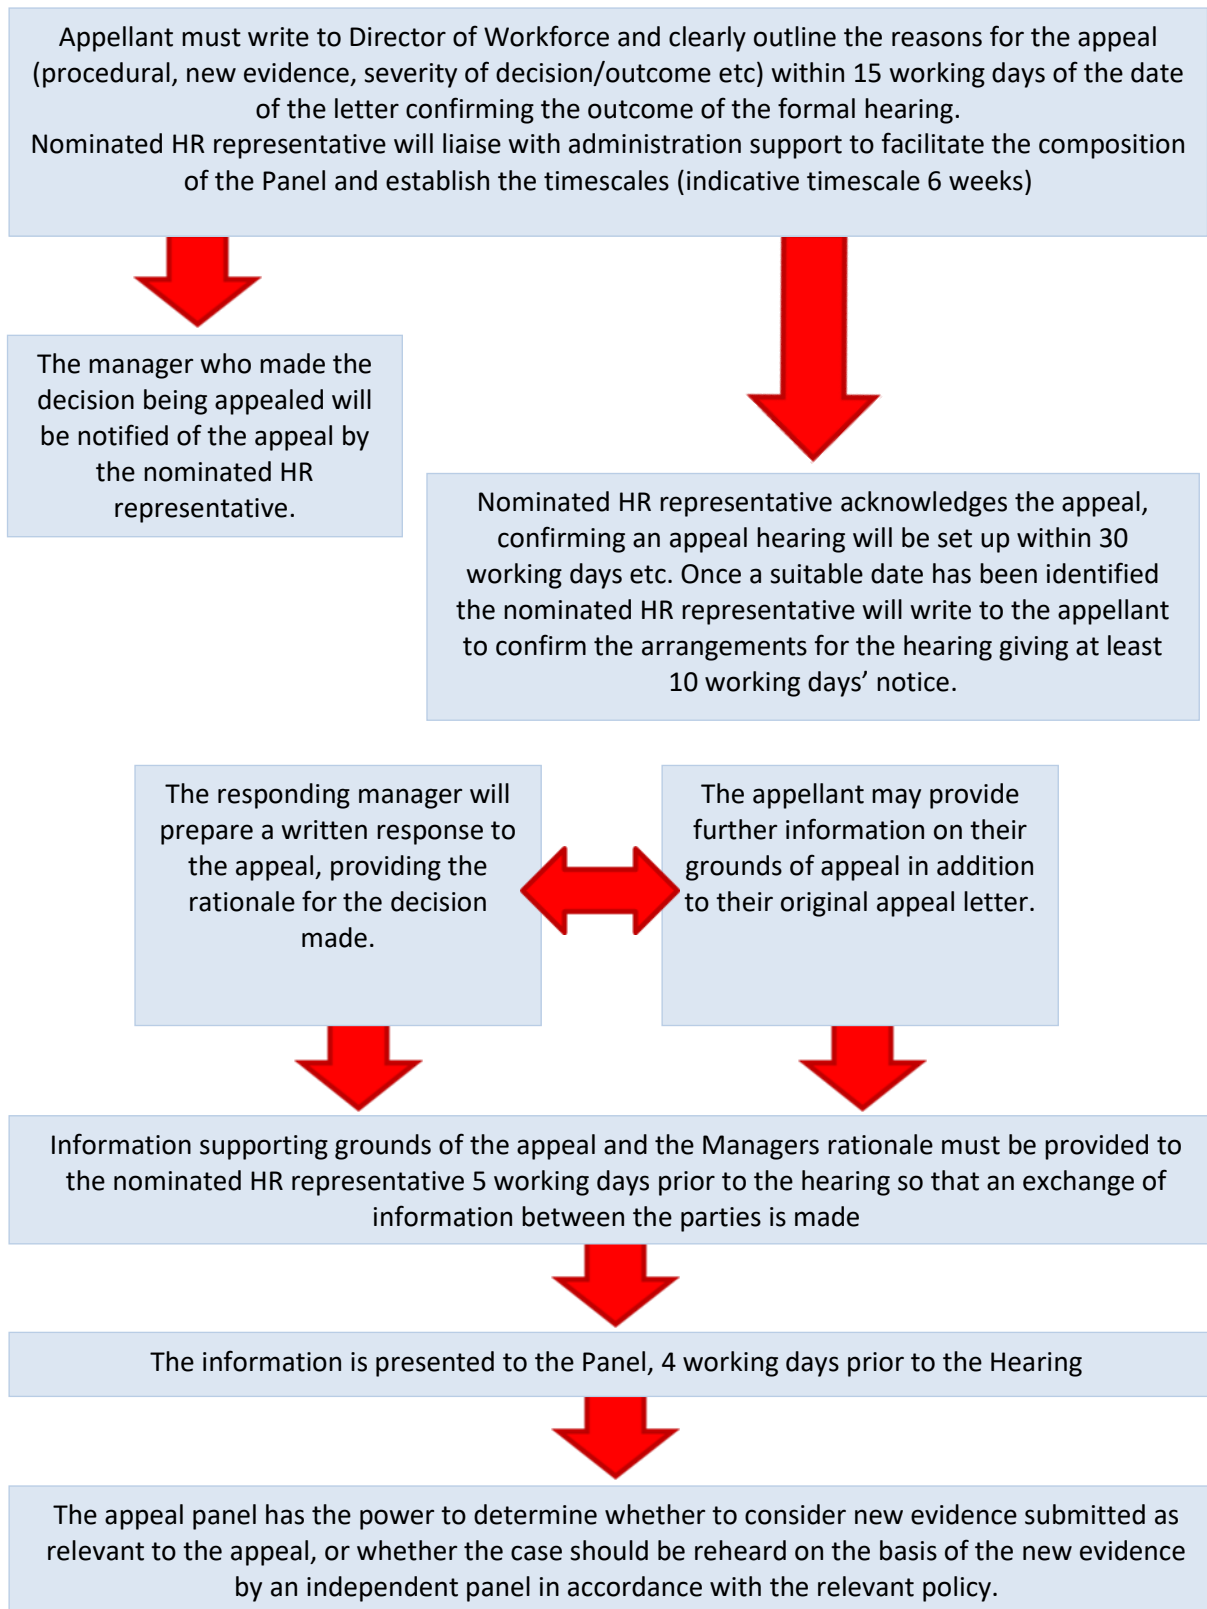 Appellant must write to Director of Workforce and clearly outline the reasons for the appeal
(procedural, new evidence, severity of decision/outcome etc) within 15 working days of the date
of the letter confirming the outcome of the formal hearing.
Nominated HR representative will liaise with administration support to facilitate the composition
of the Panel and establish the timescales (indicative timescale 6 weeks)
The manager who made the
decision being appealed will
be notified of the appeal by
the nominated HR
representative.
Nominated HR representative acknowledges the appeal,
confirming an appeal hearing will be set up within 30
working days etc. Once a suitable date has been identified
the nominated HR representative will write to the appellant
to confirm the arrangements for the hearing giving at least
10 working days’ notice.
The responding manager will
prepare a written response to
the appeal, providing the
rationale for the decision
made.
The appellant may provide
further information on their
grounds of appeal in addition
to their original appeal letter.
Information supporting grounds of the appeal and the Managers rationale must be provided to
the nominated HR representative 5 working days prior to the hearing so that an exchange of
information between the parties is made
The information is presented to the Panel, 4 working days prior to the Hearing
The appeal panel has the power to determine whether to consider new evidence submitted as
relevant to the appeal, or whether the case should be reheard on the basis of the new evidence
by an independent panel in accordance with the relevant policy.